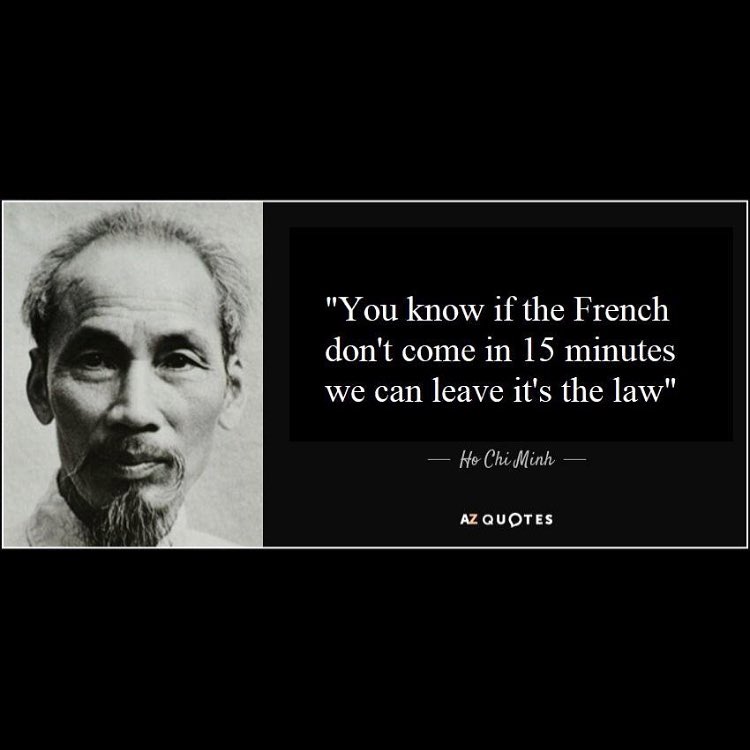 "You know if the French
don't come in 15 minutes
we can leave it's the law"
Ho Chi Minh
AZ QUOTES